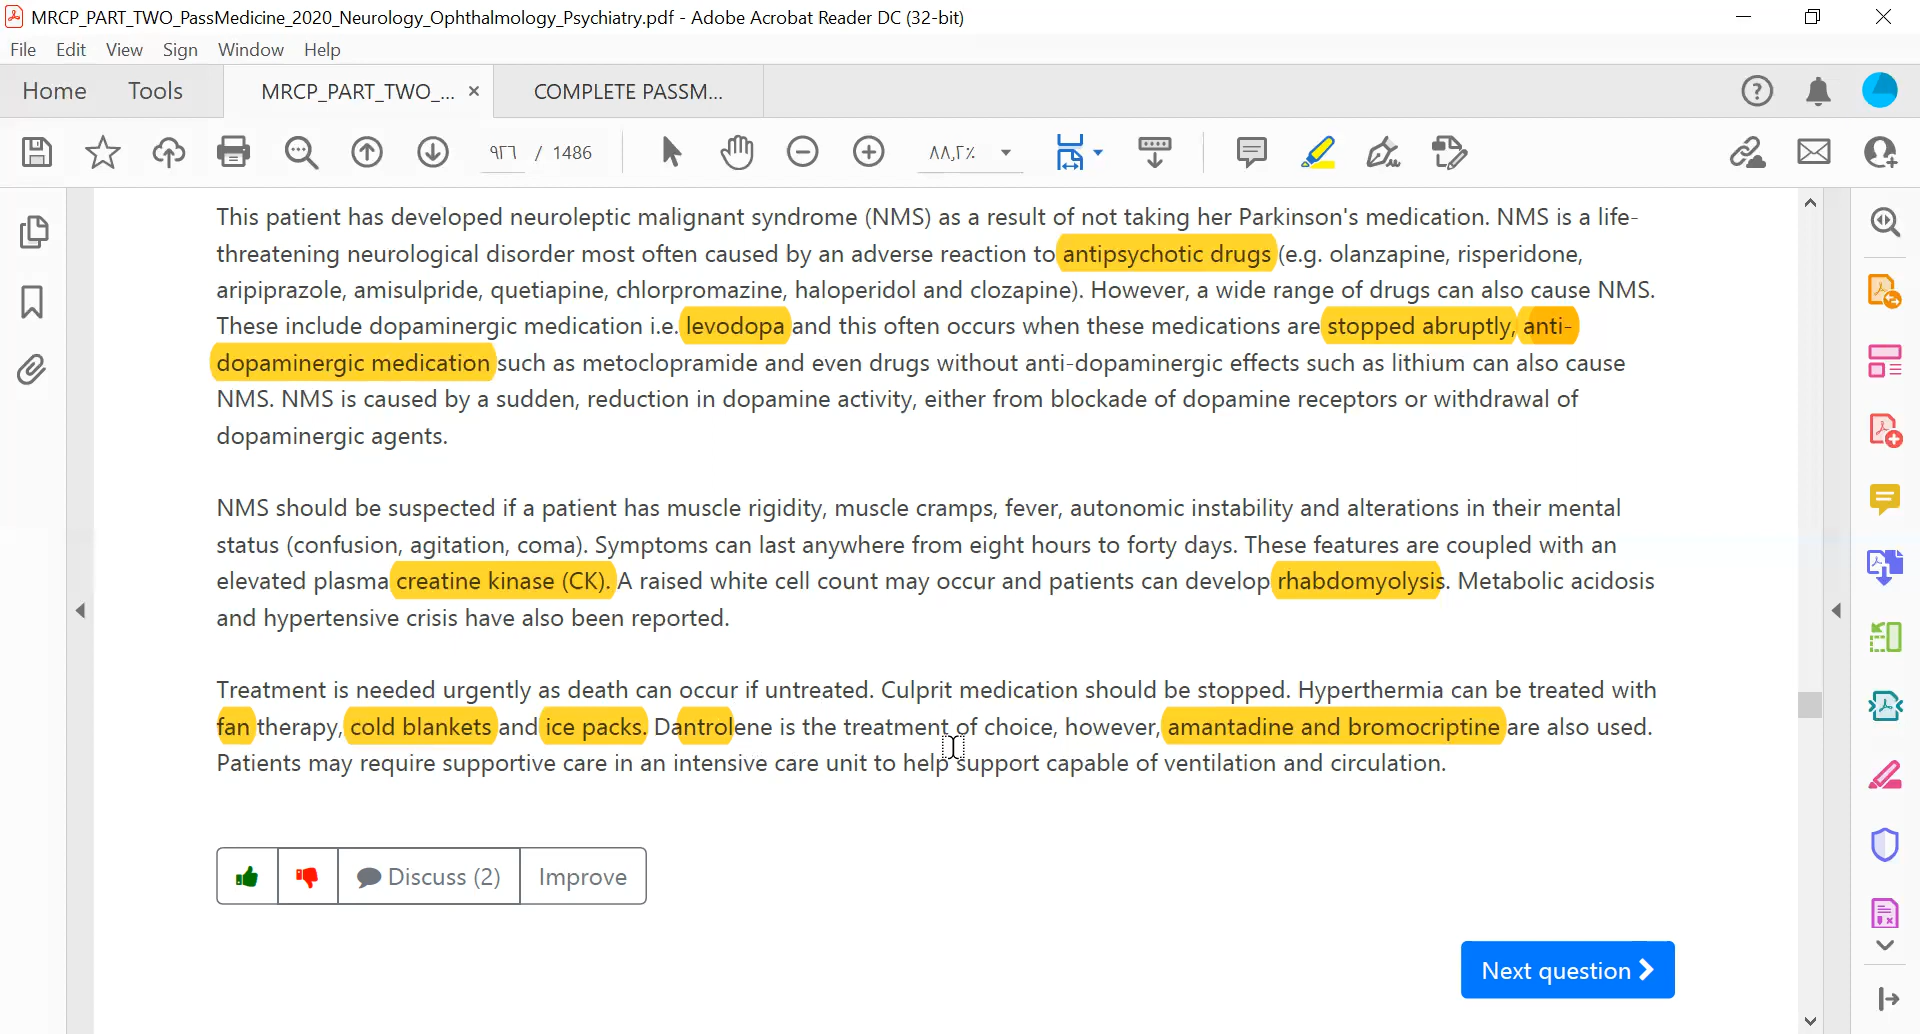 MRCP_PART_TWO_PassMedicine_2020_Neurology_Ophthalmology_Psychiatry.pdf - Adobe Acrobat Reader DC (32-bit)
File Edit View Sign Window Help
Home Tools MRCP_PART_TWO_... × COMPLETE PASSM...
٩٢٦ / 1486 ٨٨,٢٪
This patient has developed neuroleptic malignant syndrome (NMS) as a result of not taking her Parkinson's medication. NMS is a life-
threatening neurological disorder most often caused by an adverse reaction to antipsychotic drugs (e.g. olanzapine, risperidone,
aripiprazole, amisulpride, quetiapine, chlorpromazine, haloperidol and clozapine). However, a wide range of drugs can also cause NMS.
These include dopaminergic medication i.e. levodopa and this often occurs when these medications are stopped abruptly, anti-
dopaminergic medication such as metoclopramide and even drugs without anti-dopaminergic effects such as lithium can also cause
NMS. NMS is caused by a sudden, reduction in dopamine activity, either from blockade of dopamine receptors or withdrawal of
dopaminergic agents.
NMS should be suspected if a patient has muscle rigidity, muscle cramps, fever, autonomic instability and alterations in their mental
status (confusion, agitation, coma). Symptoms can last anywhere from eight hours to forty days. These features are coupled with an
elevated plasma creatine kinase (CK). A raised white cell count may occur and patients can develop rhabdomyolysis. Metabolic acidosis
and hypertensive crisis have also been reported.
Treatment is needed urgently as death can occur if untreated. Culprit medication should be stopped. Hyperthermia can be treated with
fan therapy, cold blankets and ice packs. Dantrolene is the treatment of choice, however, amantadine and bromocriptine are also used.
Patients may require supportive care in an intensive care unit to help support capable of ventilation and circulation.
Discuss (2) Improve
Next question